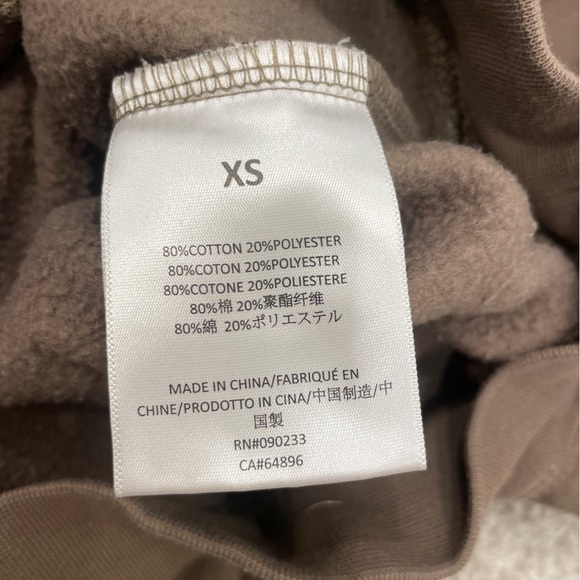 XS
80%COTTON 20%POLYESTER
80%COTON 20%POLYESTER
80%COTONE 20%POLIESTERE
80%棉 20%聚酯纤维
80%綿 20%ポリエステル
MADE IN CHINA/FABRIQUÉ EN
CHINE/PRODOTTO IN CINA/中国制造/中
国製
RN#090233
CA#64896